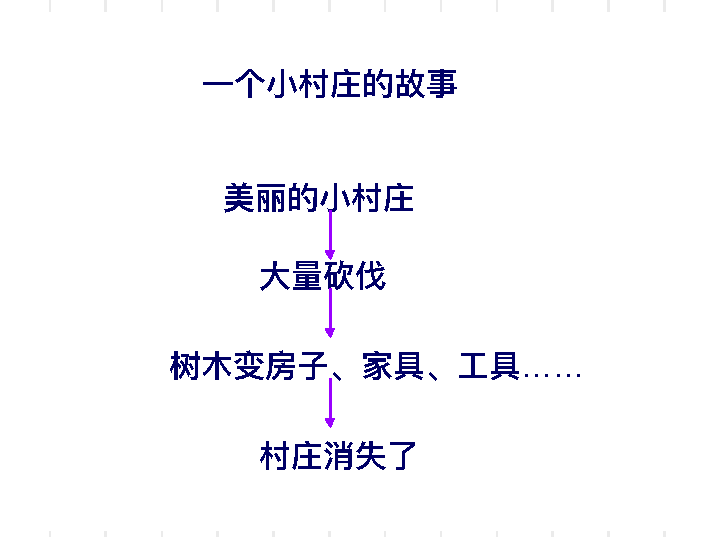 一个小村庄的故事
美丽的小村庄
大量砍伐
树木变房子、家具、工具……
村庄消失了